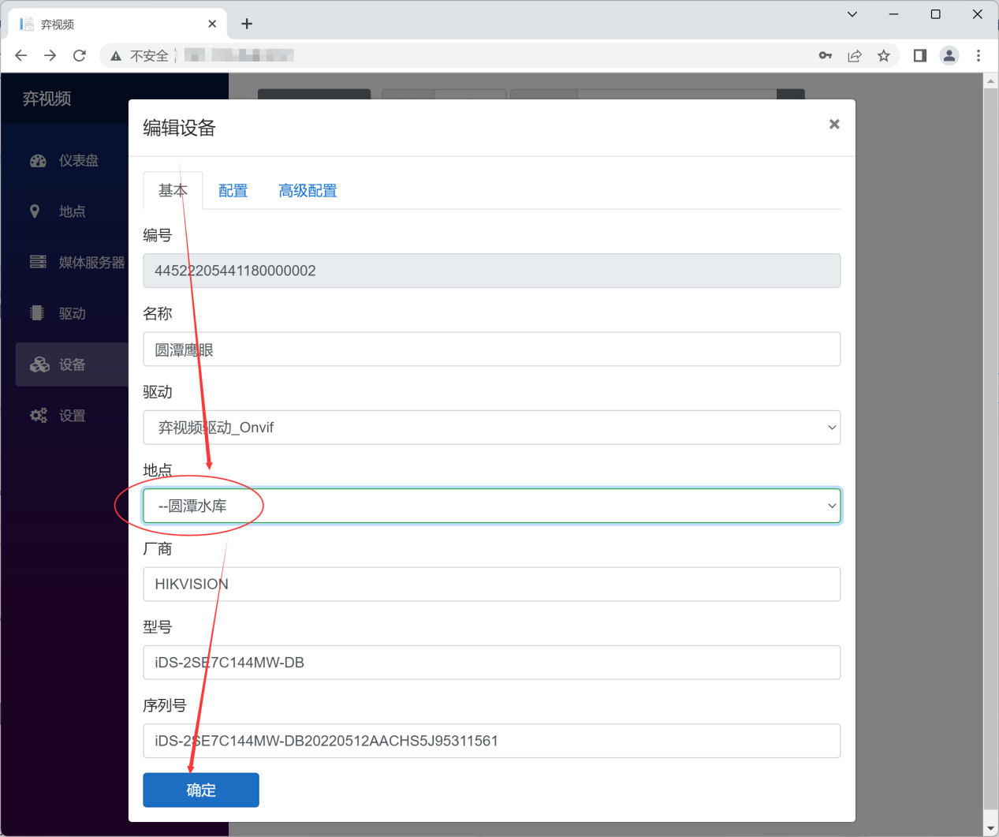 弈视频
不安全
弈视频
仪表盘
地点
媒体服务器
驱动
设备
设置
编辑设备
基本
配置
高级配置
编号
44522205441180000002
名称
圆潭鹰眼
驱动
弈视频驱动_Onvif
地点
--圆潭水库
厂商
HIKVISION
型号
iDS-2SE7C144MW-DB
序列号
iDS-2SE7C144MW-DB20220512AACHS5J95311561
确定